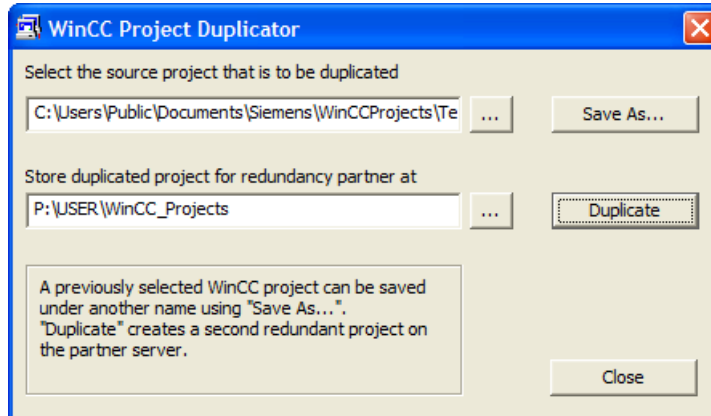 WinCC Project Duplicator
Select the source project that is to be duplicated
C:\Users\Public\Documents\Siemens\WinCCProjects\Te
...
Save As...
Store duplicated project for redundancy partner at
P:\USER\WinCC_Projects
...
Duplicate
A previously selected WinCC project can be saved
under another name using "Save As...".
"Duplicate" creates a second redundant project on
the partner server.
Close